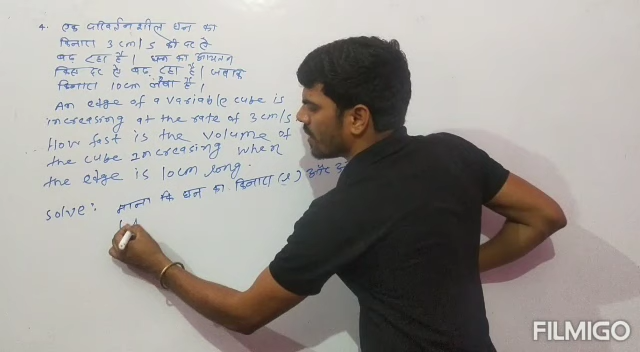 4. एक परिवर्तनशील घन का
किनारा 3 cm/s की दर से
बढ़ रहा है। घन का आयतन
किस दर से बढ़ रहा है। जबकि
किनारा 10cm लंबा है।
An edge of a variable cube is
increasing at the rate of 3cm/s
How fast is the volume of
the cube increasing when
the edge is 10cm long.
Solve: माना कि घन का किनारा (x) और
FILMIGO